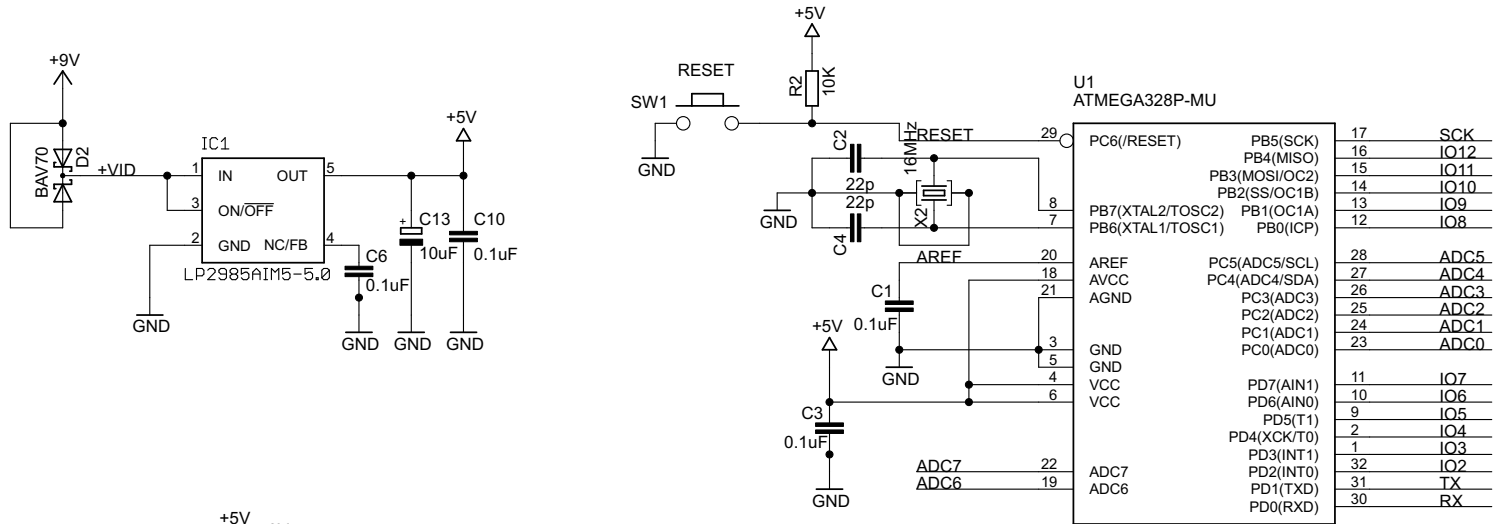 +9V
BAV70
D2
+VID
IC1
1
IN
OUT
5
3
ON/OFF
2
GND
NC/FB
4
LP2985AIM5-5.0
GND
C6
0.1uF
GND
+5V
+
C13
10uF
GND
C10
0.1uF
GND
+5V
RESET
SW1
GND
R2
10K
RESET
C2
22p
16MHz
X2
22p
C4
GND
AREF
C1
0.1uF
GND
+5V
C3
0.1uF
GND
ADC7
ADC6
U1
ATMEGA328P-MU
29 PC6(/RESET)
8 PB7(XTAL2/TOSC2)
7 PB6(XTAL1/TOSC1)
20 AREF
18 AVCC
21 AGND
3 GND
5 GND
4 VCC
6 VCC
22 ADC7
19 ADC6
PB5(SCK) 17 SCK
PB4(MISO) 16 IO12
PB3(MOSI/OC2) 15 IO11
PB2(SS/OC1B) 14 IO10
PB1(OC1A) 13 IO9
PB0(ICP) 12 IO8
PC5(ADC5/SCL) 28 ADC5
PC4(ADC4/SDA) 27 ADC4
PC3(ADC3) 26 ADC3
PC2(ADC2) 25 ADC2
PC1(ADC1) 24 ADC1
PC0(ADC0) 23 ADC0
PD7(AIN1) 11 IO7
PD6(AIN0) 10 IO6
PD5(T1) 9 IO5
PD4(XCK/T0) 2 IO4
PD3(INT1) 1 IO3
PD2(INT0) 32 IO2
PD1(TXD) 31 TX
PD0(RXD) 30 RX
+5V